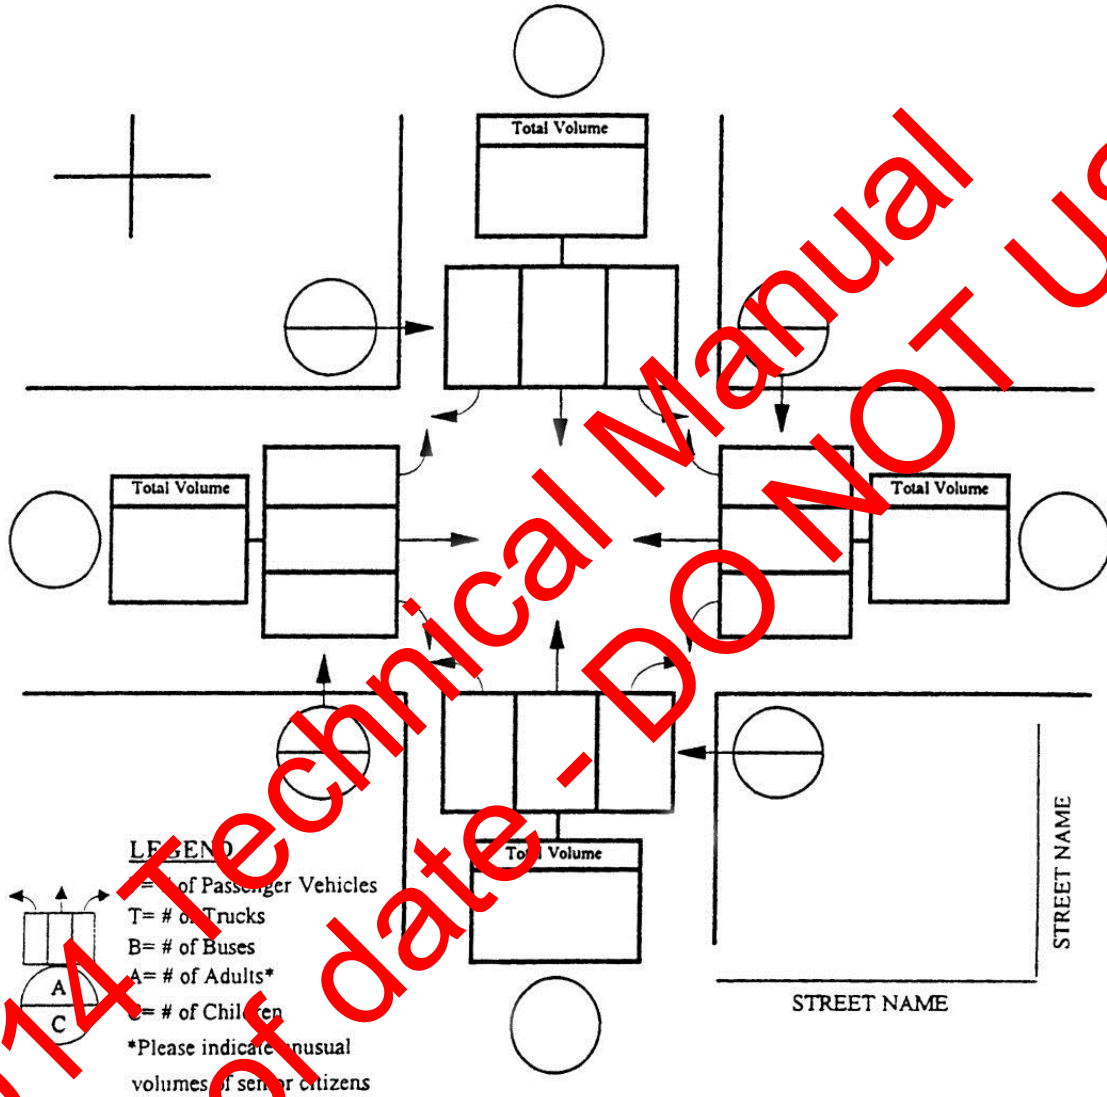 Total Volume
Total Volume
Total Volume
LEGEND
= # of Passenger Vehicles
T= # of Trucks
B= # of Buses
A= # of Adults*
C= # of Children
*Please indicate unusual
volumes of senior citizens
A
C
Total Volume
STREET NAME
STREET NAME
14 Technical Manual
of date - DO NOT Us